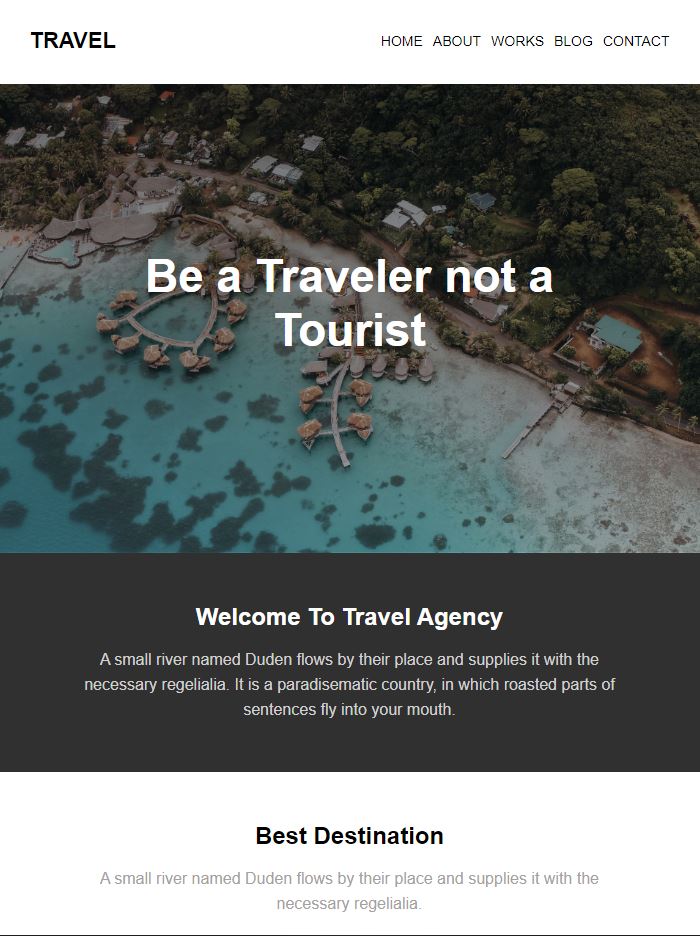 TRAVEL
HOME ABOUT WORKS BLOG CONTACT
Be a Traveler not a
Tourist
Welcome To Travel Agency
A small river named Duden flows by their place and supplies it with the
necessary regelialia. It is a paradisematic country, in which roasted parts of
sentences fly into your mouth.
Best Destination
A small river named Duden flows by their place and supplies it with the
necessary regelialia.